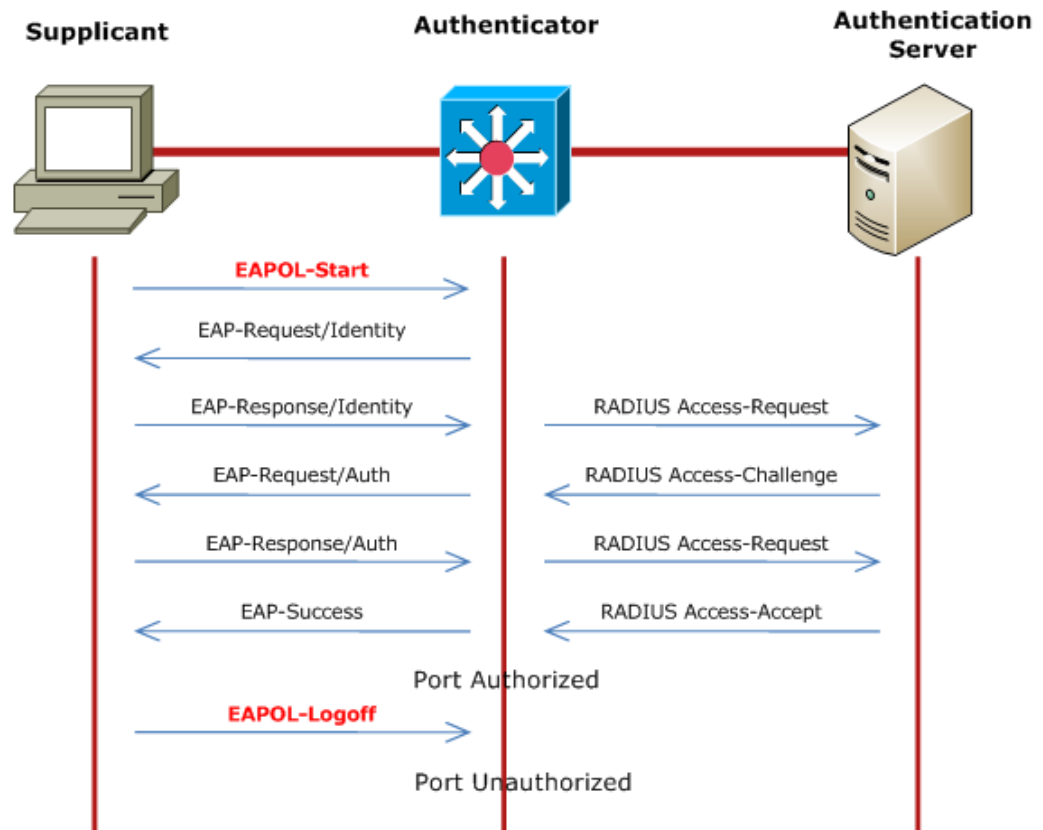 Supplicant
Authenticator
Authentication
Server
EAPOL-Start
EAP-Request/Identity
EAP-Response/Identity
RADIUS Access-Request
EAP-Request/Auth
RADIUS Access-Challenge
EAP-Response/Auth
RADIUS Access-Request
EAP-Success
RADIUS Access-Accept
Port Authorized
EAPOL-Logoff
Port Unauthorized